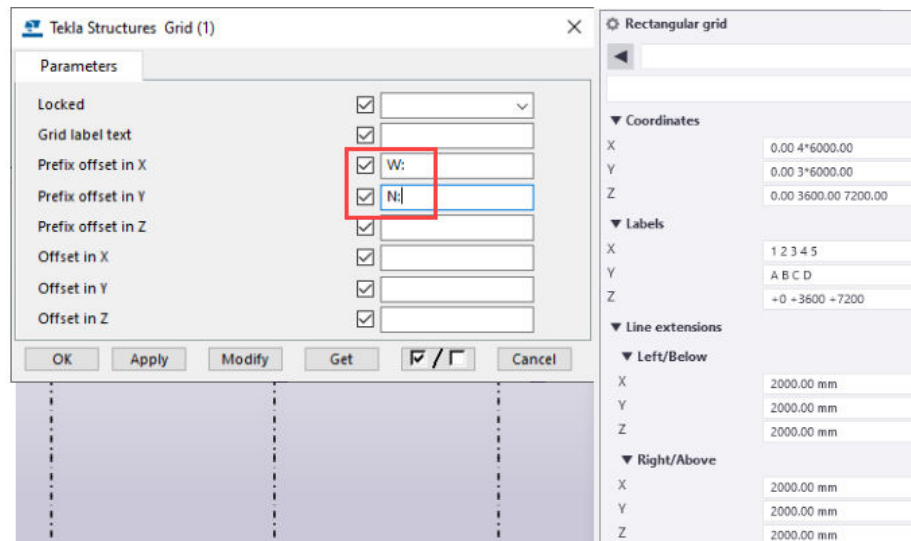 Tekla Structures Grid (1)
Parameters
Locked
Grid label text
Prefix offset in X W:
Prefix offset in Y N:
Prefix offset in Z
Offset in X
Offset in Y
Offset in Z
OK Apply Modify Get / Cancel
Rectangular grid
Coordinates
X 0.00 4*6000.00
Y 0.00 3*6000.00
Z 0.00 3600.00 7200.00
Labels
X 1 2 3 4 5
Y A B C D
Z +0 +3600 +7200
Line extensions
Left/Below
X 2000.00 mm
Y 2000.00 mm
Z 2000.00 mm
Right/Above
X 2000.00 mm
Y 2000.00 mm
Z 2000.00 mm